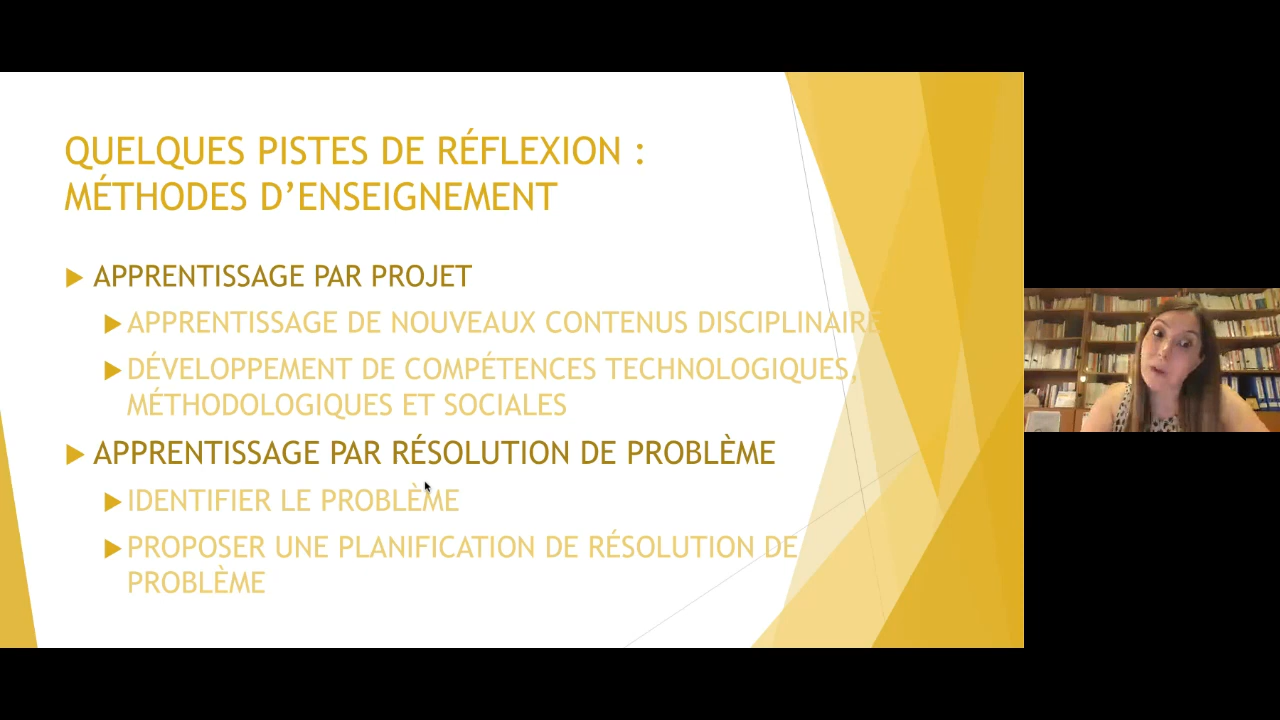 QUELQUES PISTES DE RÉFLEXION :
MÉTHODES D’ENSEIGNEMENT
APPRENTISSAGE PAR PROJET
APPRENTISSAGE DE NOUVEAUX CONTENUS DISCIPLINAIRE
DÉVELOPPEMENT DE COMPÉTENCES TECHNOLOGIQUES,
MÉTHODOLOGIQUES ET SOCIALES
APPRENTISSAGE PAR RÉSOLUTION DE PROBLÈME
IDENTIFIER LE PROBLÈME
PROPOSER UNE PLANIFICATION DE RÉSOLUTION DE
PROBLÈME